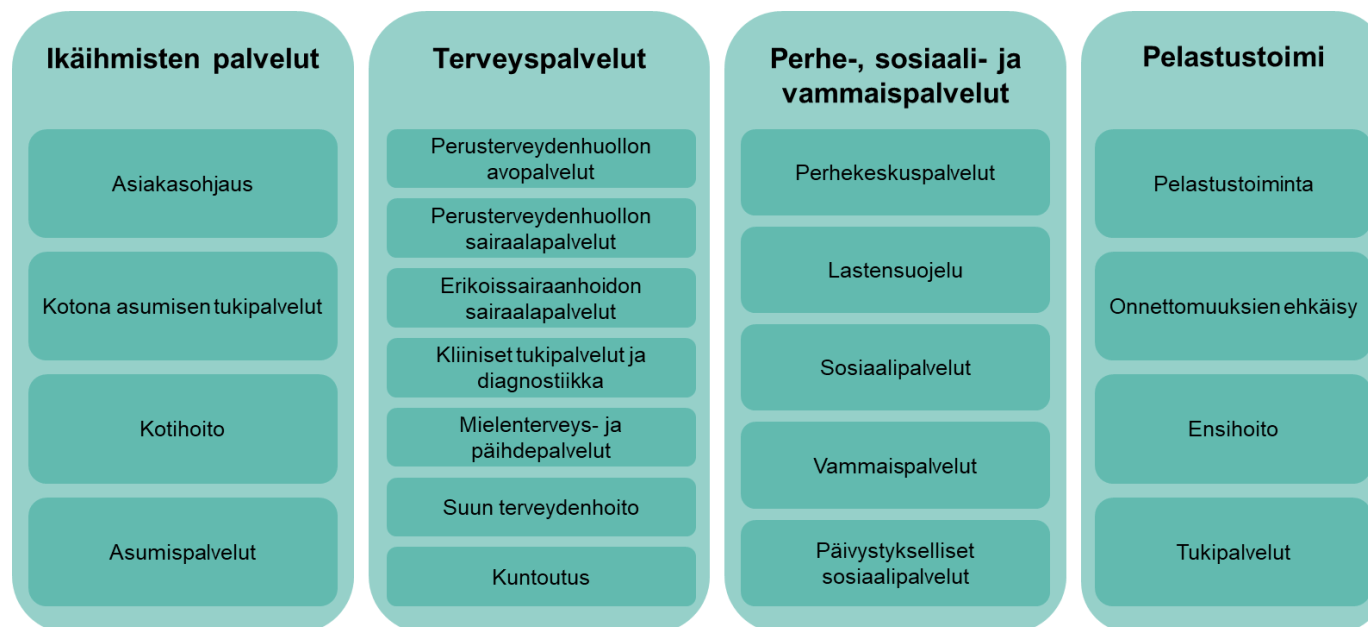 Ikäihmisten palvelut
Asiakasohjaus
Kotona asumisen tukipalvelut
Kotihoito
Asumispalvelut
Terveyspalvelut
Perusterveydenhuollon
avopalvelut
Perusterveydenhuollon
sairaalapalvelut
Erikoissairaanhoidon
sairaalapalvelut
Kliiniset tukipalvelut ja
diagnostiikka
Mielenterveys- ja
päihdepalvelut
Suun terveydenhoito
Kuntoutus
Perhe-, sosiaali- ja
vammaispalvelut
Perhekeskuspalvelut
Lastensuojelu
Sosiaalipalvelut
Vammaispalvelut
Päivystykselliset
sosiaalipalvelut
Pelastustoimi
Pelastustoiminta
Onnettomuuksien ehkäisy
Ensihoito
Tukipalvelut